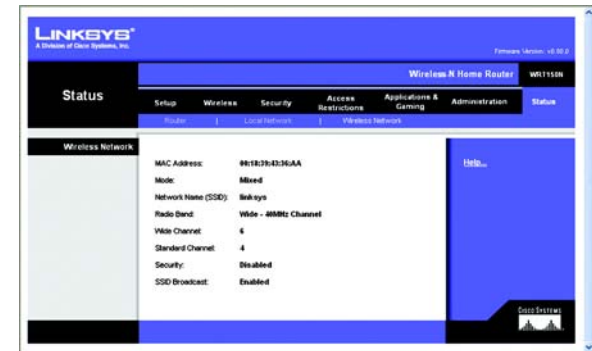 LINKSYS®
A Division of Cisco Systems, Inc.
Firmware Version: v0.50.0
Wireless-N Home Router WRT150N
Status
Setup Wireless Security Access Restrictions Applications & Gaming Administration Status
Router | Local Network | Wireless Network
Wireless Network
MAC Address: 00:18:39:43:36:AA
Mode: Mixed
Network Name (SSID): linksys
Radio Band: Wide - 40MHz Channel
Wide Channel: 6
Standard Channel: 4
Security: Disabled
SSID Broadcast: Enabled
Help...
CISCO SYSTEMS